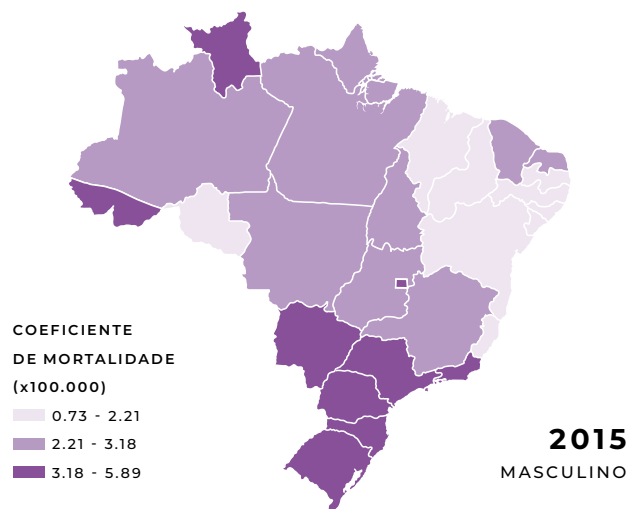 COEFICIENTE
DE MORTALIDADE
(x100.000)
0.73 - 2.21
2.21 - 3.18
3.18 - 5.89
2015
MASCULINO